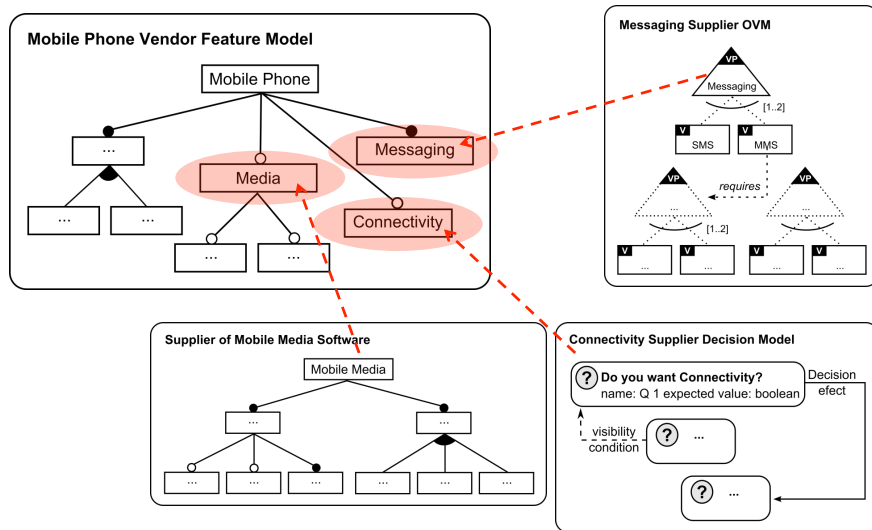 Mobile Phone Vendor Feature Model
Mobile Phone
...
Messaging
Media
...
...
Connectivity
...
...
Messaging Supplier OVM
VP
Messaging
[1..2]
V
SMS
V
MMS
VP
requires
VP
...
...
[1..2]
V
...
V
...
V
...
V
...
Supplier of Mobile Media Software
Mobile Media
...
...
...
...
...
...
...
...
Connectivity Supplier Decision Model
? Do you want Connectivity?
name: Q 1 expected value: boolean
Decision
efect
visibility
condition
? ...
? ...